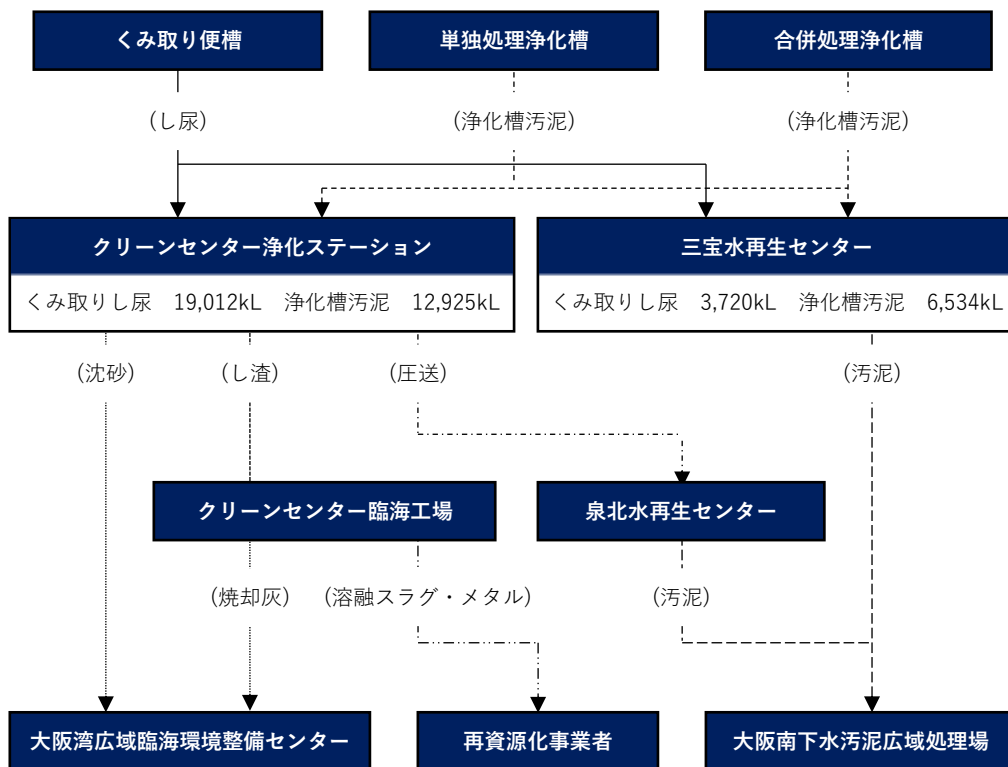 くみ取り便槽
単独処理浄化槽
合併処理浄化槽
(し尿)
(浄化槽汚泥)
(浄化槽汚泥)
クリーンセンター浄化ステーション
くみ取りし尿 19,012kL 浄化槽汚泥 12,925kL
三宝水再生センター
くみ取りし尿 3,720kL 浄化槽汚泥 6,534kL
(沈砂)
(し渣)
(圧送)
(汚泥)
クリーンセンター臨海工場
泉北水再生センター
(焼却灰)
(溶融スラグ・メタル)
(汚泥)
大阪湾広域臨海環境整備センター
再資源化事業者
大阪南下水汚泥広域処理場